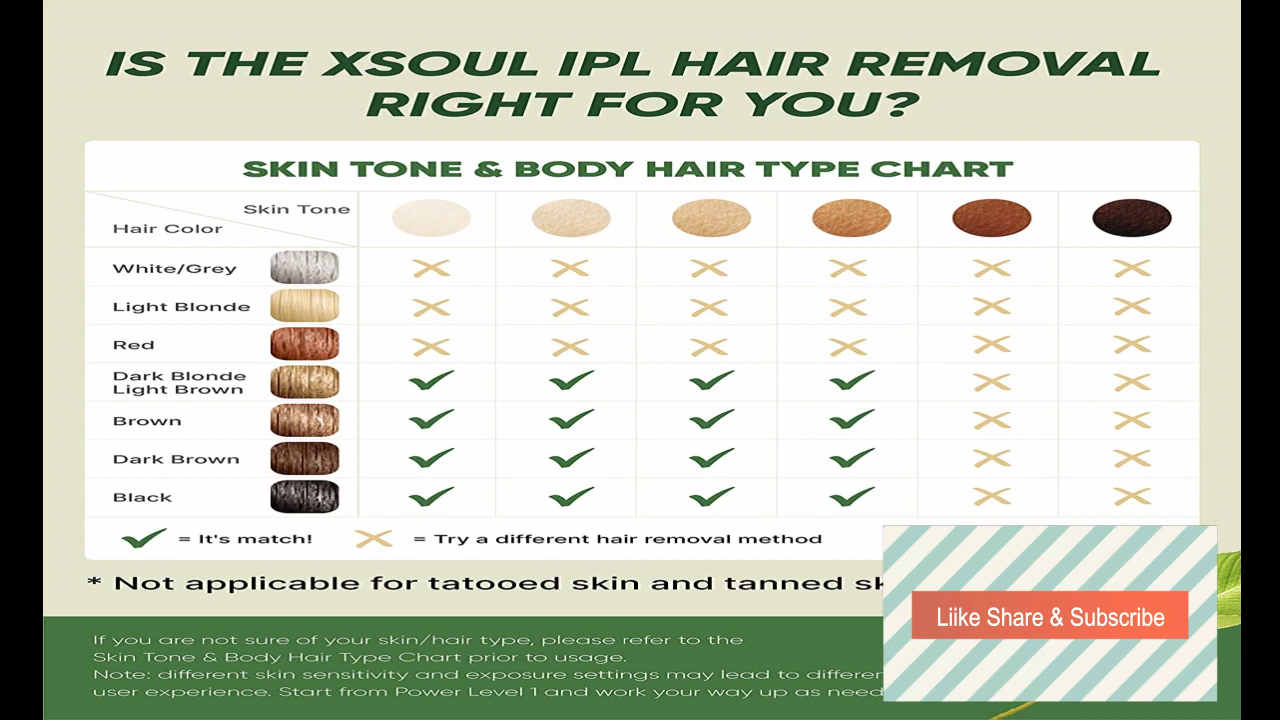 IS THE XSOUL IPL HAIR REMOVAL
RIGHT FOR YOU?
SKIN TONE & BODY HAIR TYPE CHART
Skin Tone
Hair Color
White/Grey
Light Blonde
Red
Dark Blonde
Light Brown
Brown
Dark Brown
Black
= It's match!
= Try a different hair removal method
* Not applicable for tatooed skin and tanned
If you are not sure of your skin/hair type, please refer to the
Skin Tone & Body Hair Type Chart prior to usage.
Note: different skin sensitivity and exposure settings may lead to
user experience. Start from Power Level 1 and work your way up as
Liike Share & Subscribe